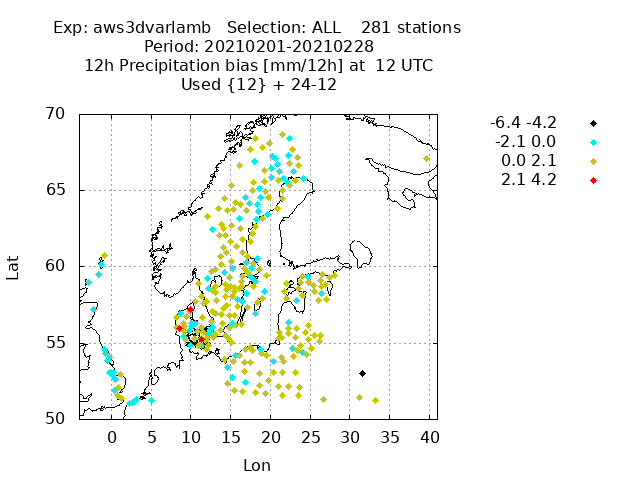 Exp: aws3dvarlamb   Selection: ALL    281 stations
Period: 20210201-20210228
12h Precipitation bias [mm/12h] at  12 UTC
Used {12} + 24-12
-6.4 -4.2
-2.1 0.0
0.0 2.1
2.1 4.2
70
65
60
55
50
Lat
0 5 10 15 20 25 30 35 40
Lon